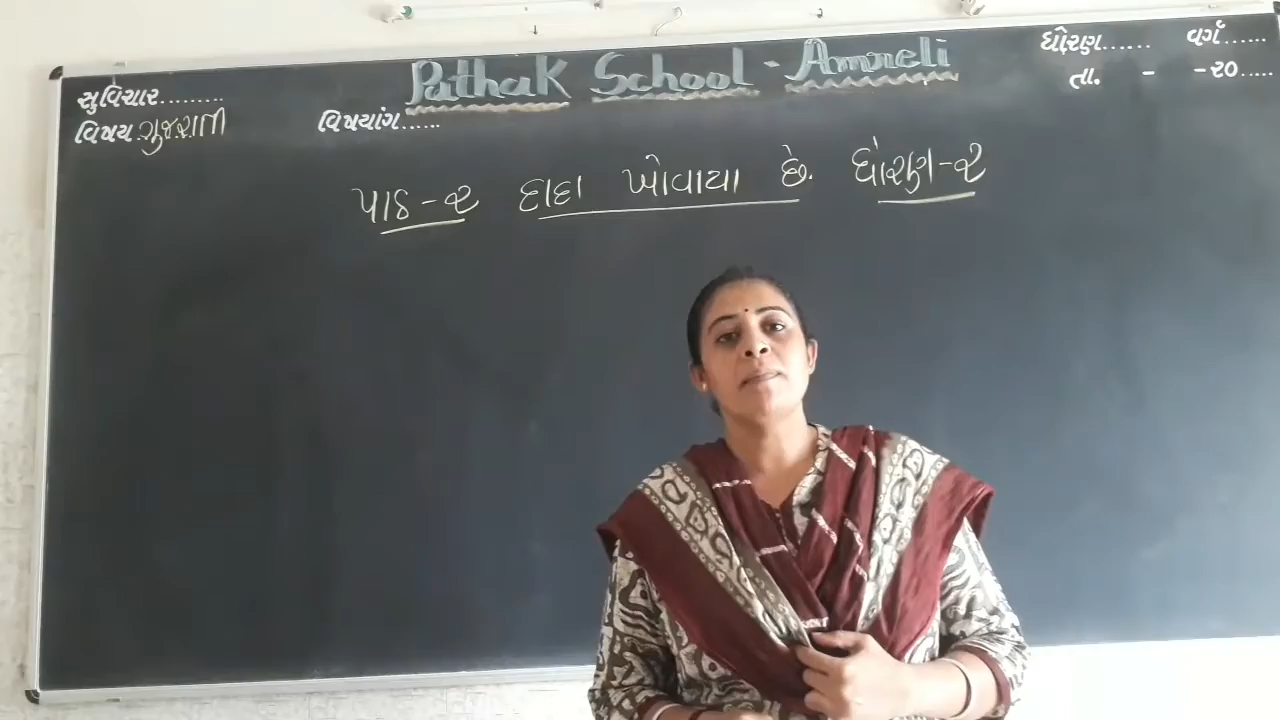 Pathak School - Amreli
ધોરણ...... વર્ગ......
સુવિચાર......... તા. - -૨૦.....
વિષય ગુજરાતી વિષયાંગ......
પાઠ-૨ દાદા ખોવાયા છે. ધોરણ-૨